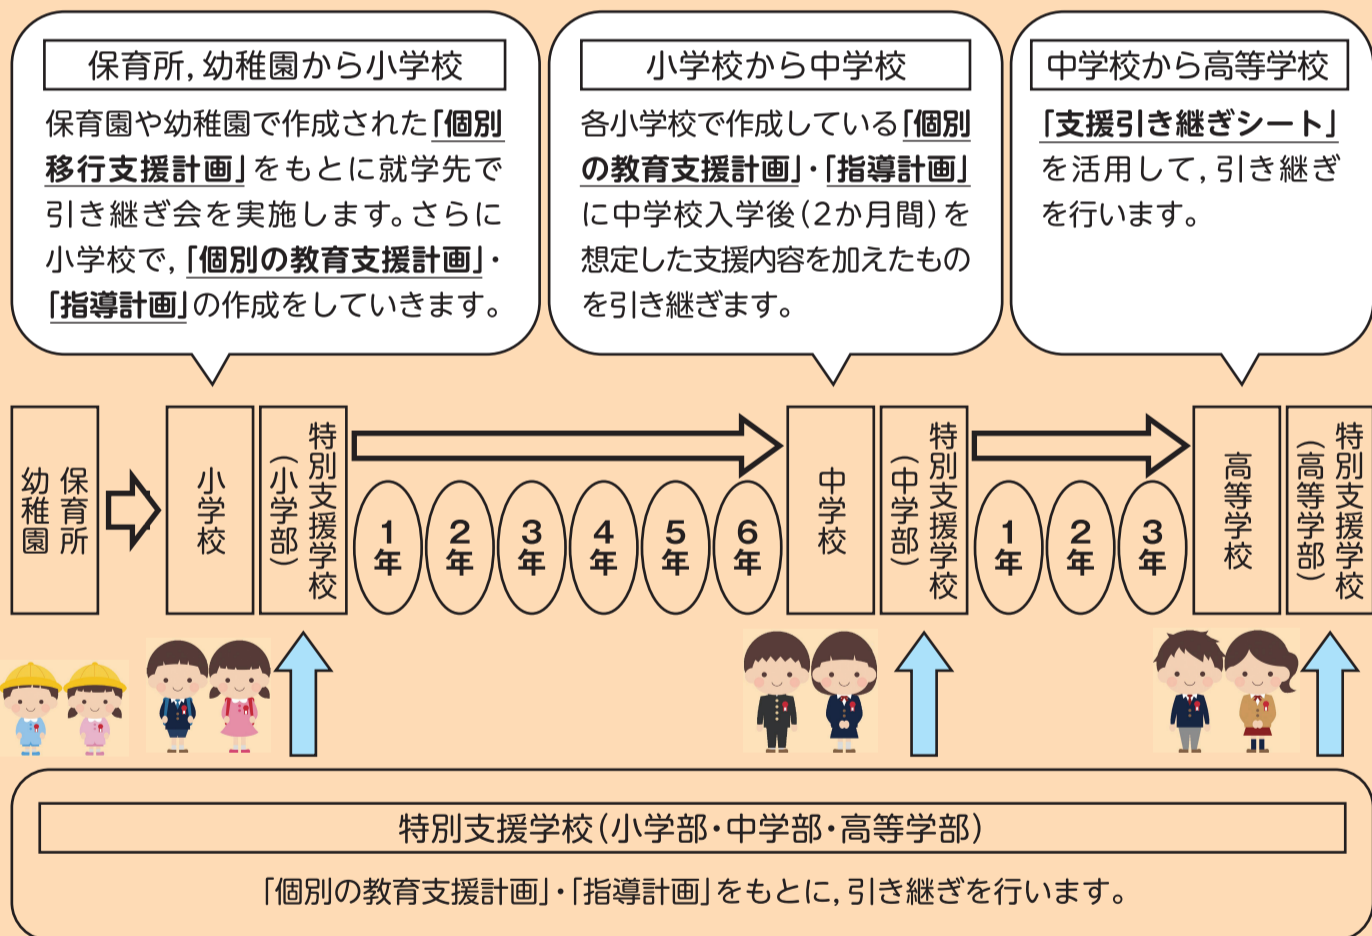 保育所，幼稚園から小学校
保育園や幼稚園で作成された「個別
移行支援計画」をもとに就学先で
引き継ぎ会を実施します。さらに
小学校で，「個別の教育支援計画」・
「指導計画」の作成をしていきます。
小学校から中学校
各小学校で作成している「個別
の教育支援計画」・「指導計画」
に中学校入学後（2か月間）を
想定した支援内容を加えたもの
を引き継ぎます。
中学校から高等学校
「支援引き継ぎシート」
を活用して，引き継ぎ
を行います。
保育所
幼稚園
小学校
特別支援学校
（小学部）
1年
2年
3年
4年
5年
6年
中学校
特別支援学校
（中学部）
1年
2年
3年
高等学校
特別支援学校
（高等学部）
特別支援学校（小学部・中学部・高等学部）
「個別の教育支援計画」・「指導計画」をもとに，引き継ぎを行います。